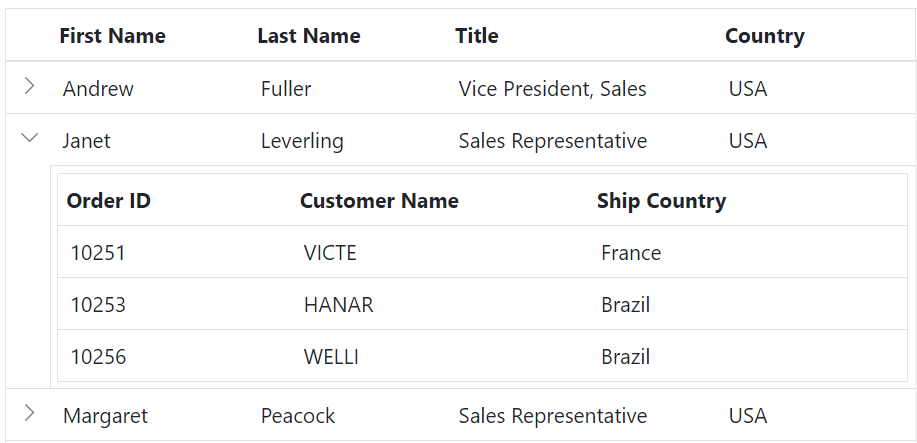 First Name Last Name Title Country
Andrew Fuller Vice President, Sales USA
Janet Leverling Sales Representative USA
Order ID Customer Name Ship Country
10251 VICTE France
10253 HANAR Brazil
10256 WELLI Brazil
Margaret Peacock Sales Representative USA